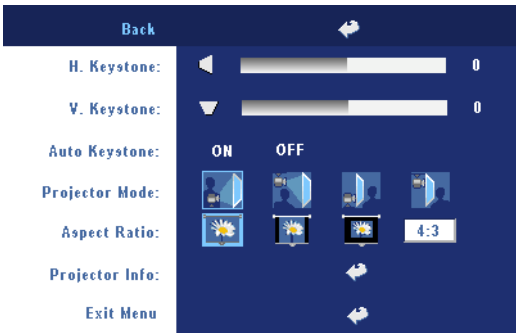 Back
H. Keystone: 0
V. Keystone: 0
Auto Keystone: ON OFF
Projector Mode:
Aspect Ratio: 4:3
Projector Info:
Exit Menu